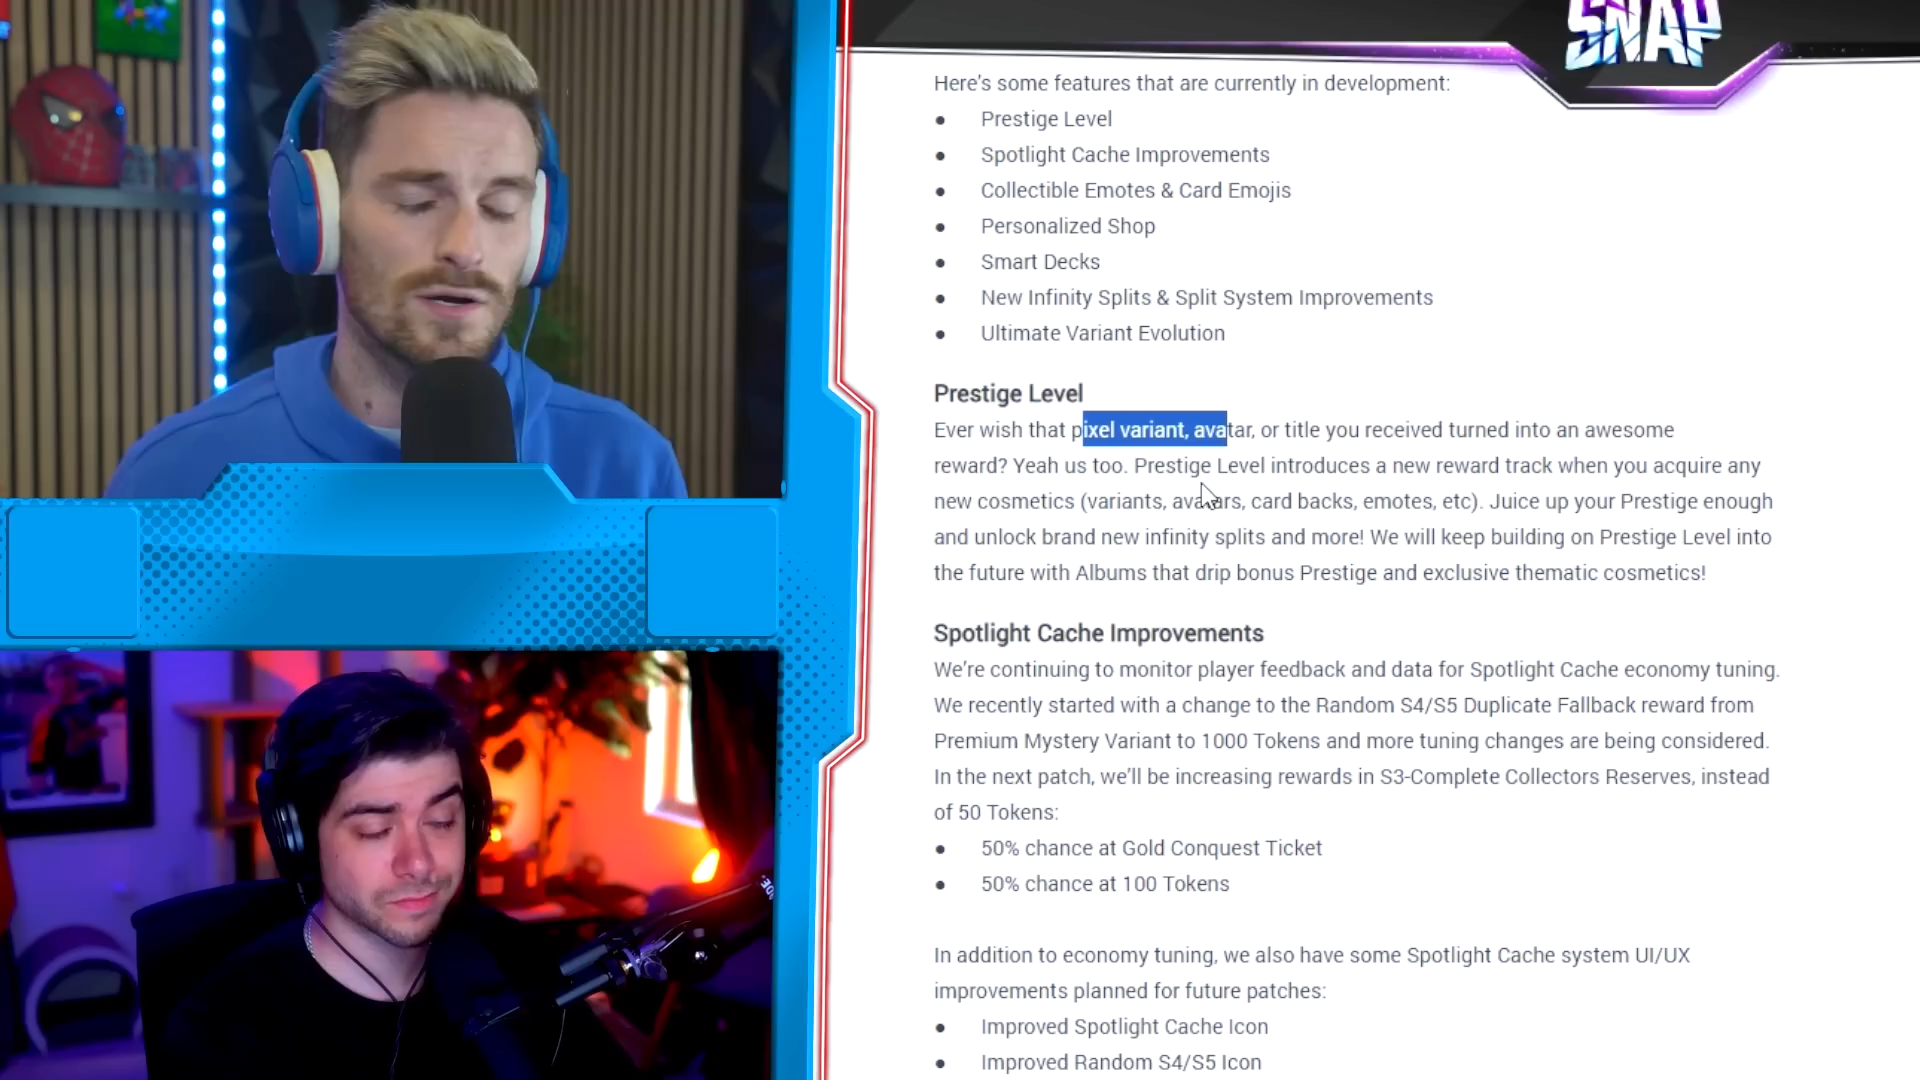 SNAP
Here's some features that are currently in development:
● Prestige Level
● Spotlight Cache Improvements
● Collectible Emotes & Card Emojis
● Personalized Shop
● Smart Decks
● New Infinity Splits & Split System Improvements
● Ultimate Variant Evolution
Prestige Level
Ever wish that pixel variant, avatar, or title you received turned into an awesome
reward? Yeah us too. Prestige Level introduces a new reward track when you acquire any
new cosmetics (variants, avatars, card backs, emotes, etc). Juice up your Prestige enough
and unlock brand new infinity splits and more! We will keep building on Prestige Level into
the future with Albums that drip bonus Prestige and exclusive thematic cosmetics!
Spotlight Cache Improvements
We're continuing to monitor player feedback and data for Spotlight Cache economy tuning.
We recently started with a change to the Random S4/S5 Duplicate Fallback reward from
Premium Mystery Variant to 1000 Tokens and more tuning changes are being considered.
In the next patch, we'll be increasing rewards in S3-Complete Collectors Reserves, instead
of 50 Tokens:
● 50% chance at Gold Conquest Ticket
● 50% chance at 100 Tokens
In addition to economy tuning, we also have some Spotlight Cache system UI/UX
improvements planned for future patches:
● Improved Spotlight Cache Icon
● Improved Random S4/S5 Icon